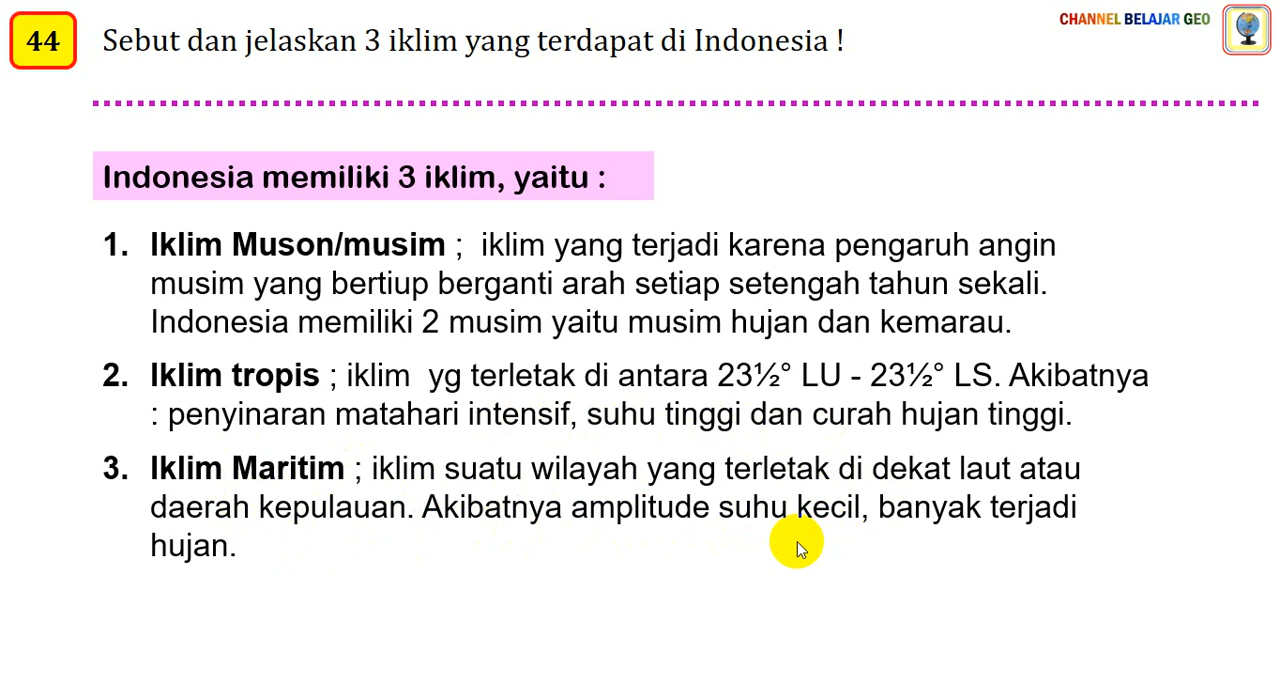 44 Sebut dan jelaskan 3 iklim yang terdapat di Indonesia !
CHANNEL BELAJAR GEO
Indonesia memiliki 3 iklim, yaitu :
1. Iklim Muson/musim ; iklim yang terjadi karena pengaruh angin
musim yang bertiup berganti arah setiap setengah tahun sekali.
Indonesia memiliki 2 musim yaitu musim hujan dan kemarau.
2. Iklim tropis ; iklim yg terletak di antara 23½° LU - 23½° LS. Akibatnya
: penyinaran matahari intensif, suhu tinggi dan curah hujan tinggi.
3. Iklim Maritim ; iklim suatu wilayah yang terletak di dekat laut atau
daerah kepulauan. Akibatnya amplitude suhu kecil, banyak terjadi
hujan.